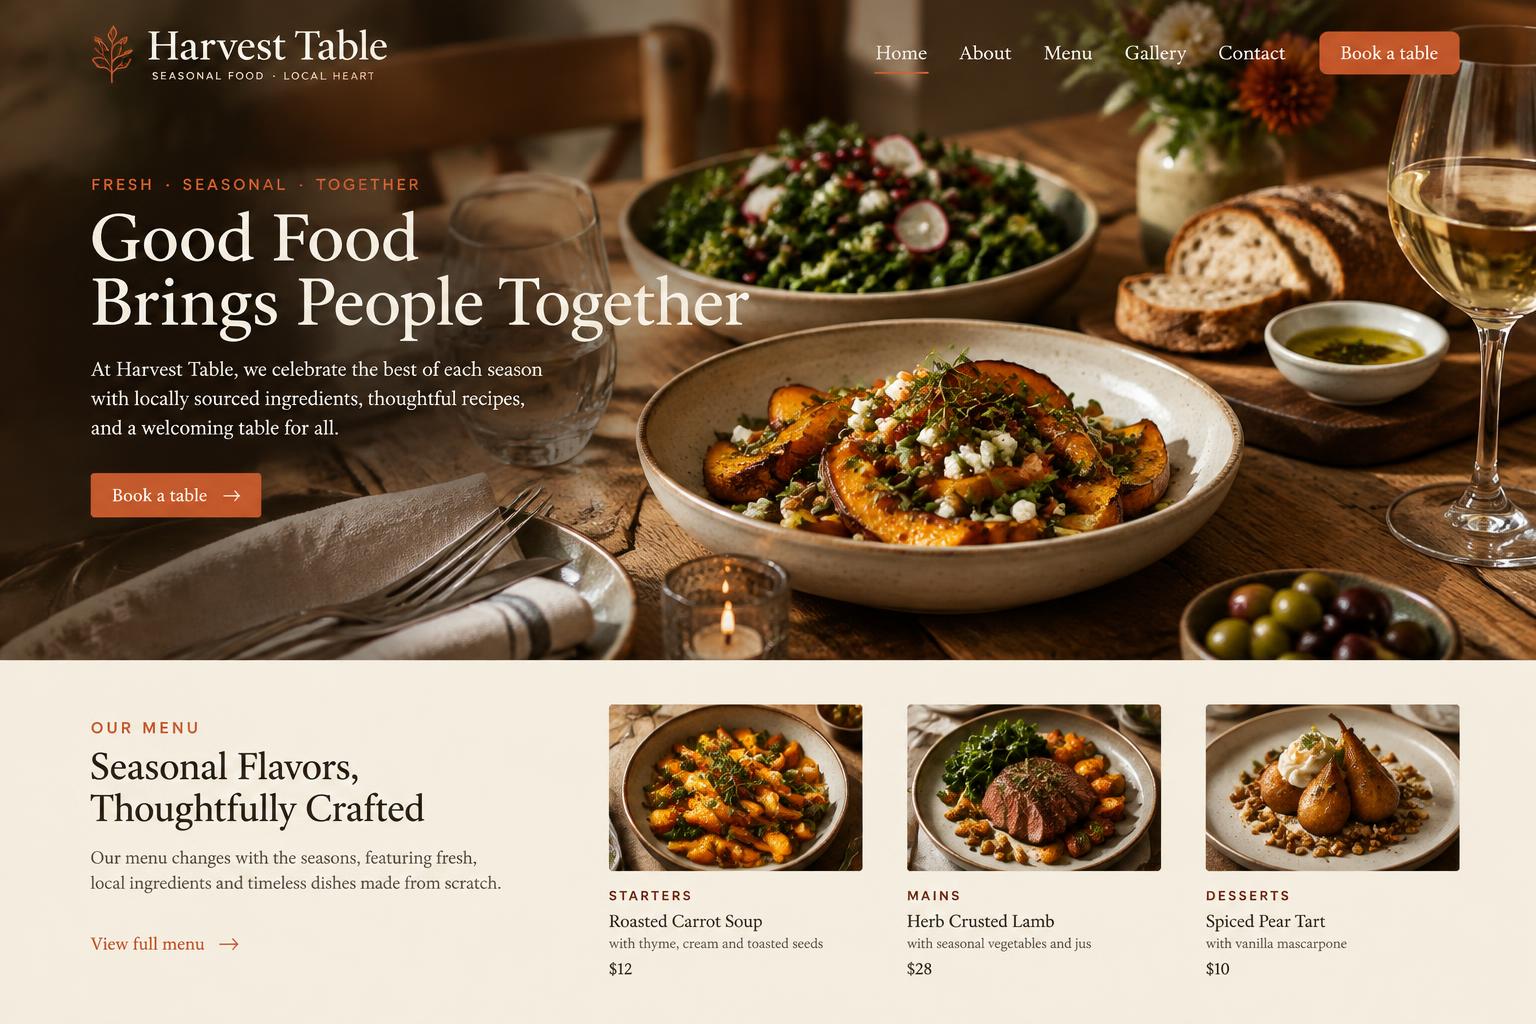 Harvest Table
SEASONAL FOOD · LOCAL HEART
Home
About
Menu
Gallery
Contact
Book a table
FRESH · SEASONAL · TOGETHER
Good Food
Brings People Together
At Harvest Table, we celebrate the best of each season
with locally sourced ingredients, thoughtful recipes,
and a welcoming table for all.
Book a table →
OUR MENU
Seasonal Flavors,
Thoughtfully Crafted
Our menu changes with the seasons, featuring fresh,
local ingredients and timeless dishes made from scratch.
View full menu →
STARTERS
Roasted Carrot Soup
with thyme, cream and toasted seeds
$12
MAINS
Herb Crusted Lamb
with seasonal vegetables and jus
$28
DESSERTS
Spiced Pear Tart
with vanilla mascarpone
$10